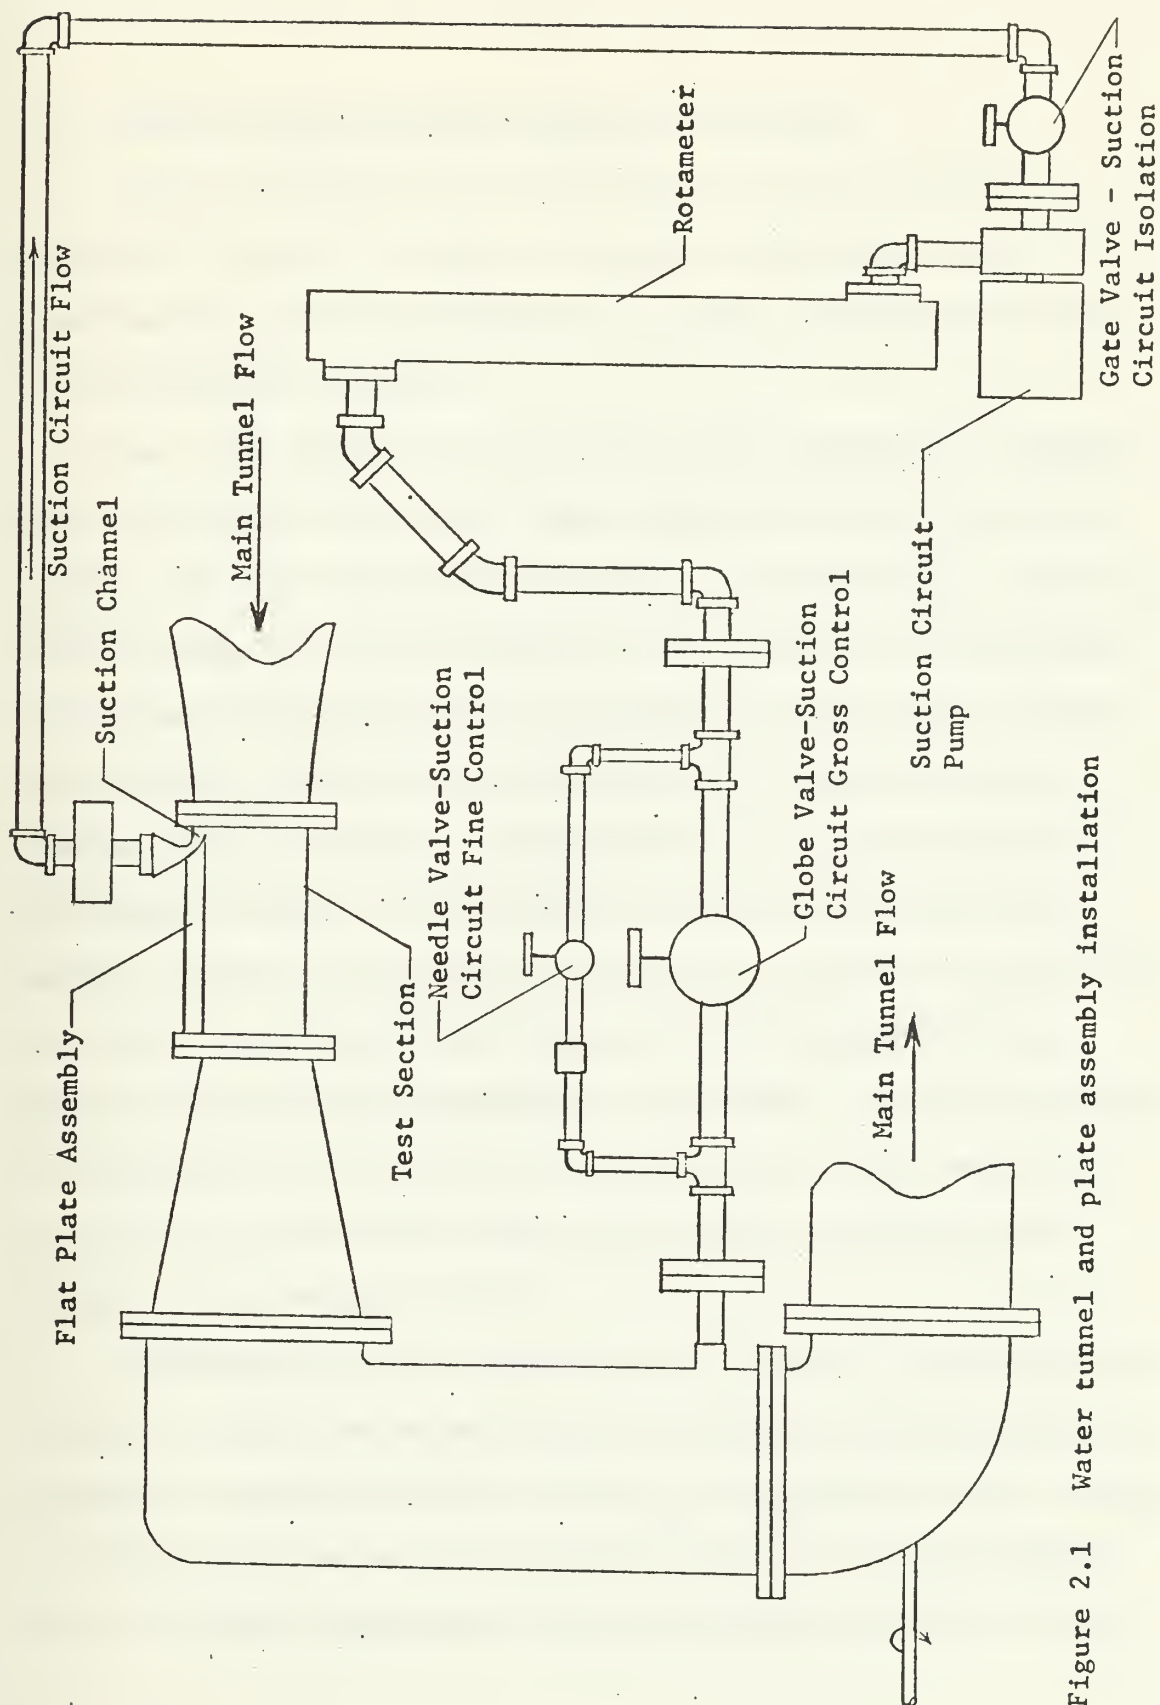 Suction Circuit Flow
Suction Channel
Main Tunnel Flow
Flat Plate Assembly
Rotameter
Test Section
Needle Valve-Suction
Circuit Fine Control
Globe Valve-Suction
Circuit Gross Control
Main Tunnel Flow
Suction Circuit
Pump
Gate Valve - Suction
Circuit Isolation
Figure 2.1 Water tunnel and plate assembly installation